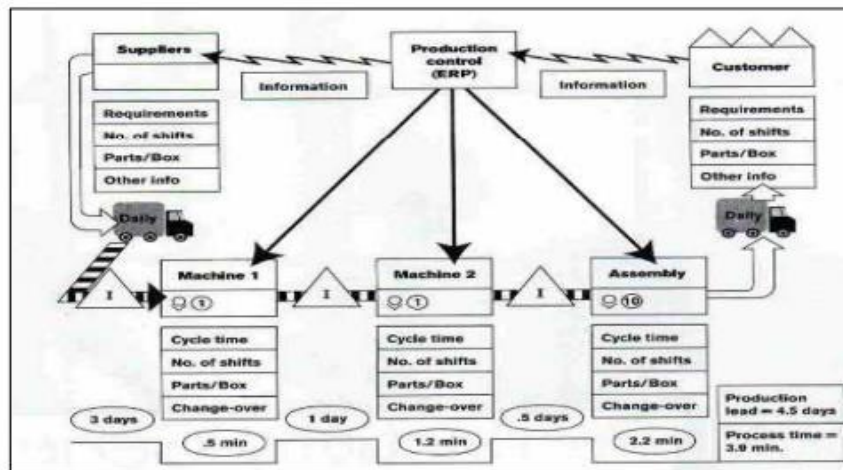 Suppliers
Production
control
(ERP)
Customer
Information
Information
Requirements
No. of shifts
Parts/Box
Other info
Requirements
No. of shifts
Parts/Box
Other info
Daily
Daily
Machine 1
Machine 2
Assembly
I
1
I
1
I
10
Cycle time
No. of shifts
Parts/Box
Change-over
Cycle time
No. of shifts
Parts/Box
Change-over
Cycle time
No. of shifts
Parts/Box
Change-over
3 days
1 day
.5 days
.5 min
1.2 min
2.2 min
Production
lead = 4.5 days
Process time =
3.9 min.